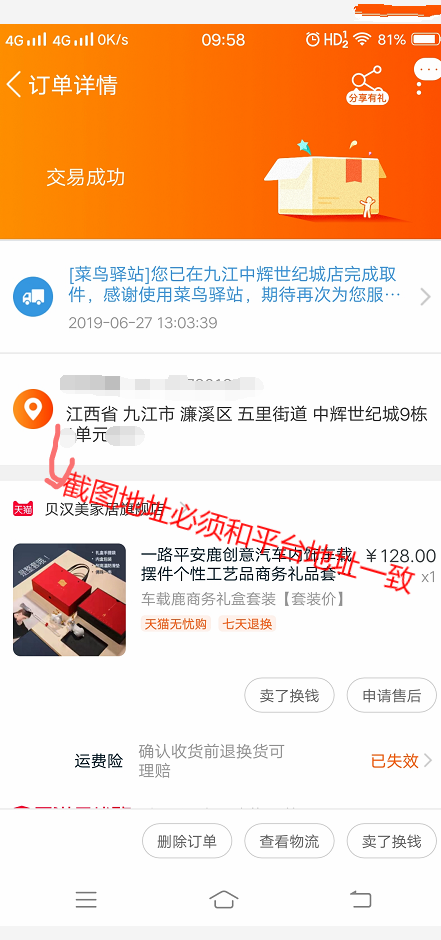 4G 4G 0K/s 09:58 HD 1 2 81%
订单详情
分享有礼
交易成功
[菜鸟驿站]您已在九江中辉世纪城店完成取
件，感谢使用菜鸟驿站，期待再次为您服…
2019-06-27 13:03:39
江西省 九江市 濂溪区 五里街道 中辉世纪城9栋
单元
截图地址必须和平台地址一致
天猫 贝汉美家居旗舰店
一路平安鹿创意汽车内饰车载 ¥128.00
摆件个性工艺品商务礼品套 x1
车载鹿商务礼盒套装【套装价】
天猫无忧购 七天退换
卖了换钱 申请售后
运费险 确认收货前退换货可 已失效
理赔
删除订单 查看物流 卖了换钱